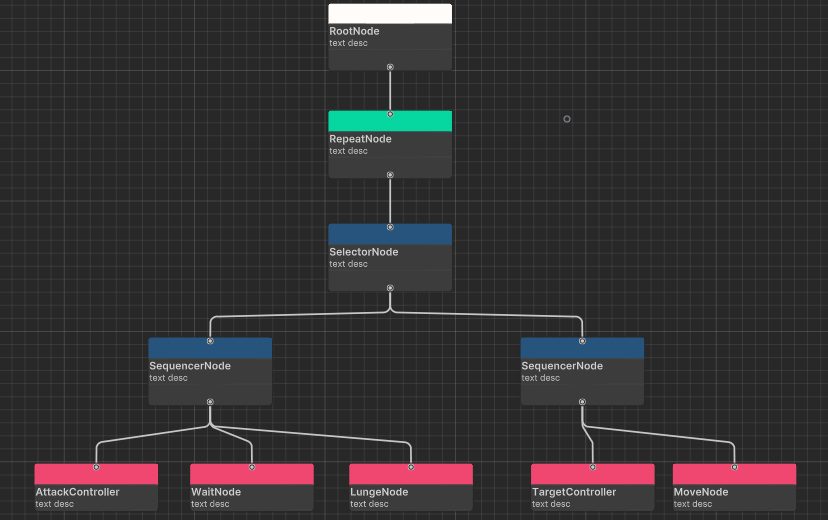 RootNode
text desc
RepeatNode
text desc
SelectorNode
text desc
SequencerNode
text desc
SequencerNode
text desc
AttackController
text desc
WaitNode
text desc
LungeNode
text desc
TargetController
text desc
MoveNode
text desc